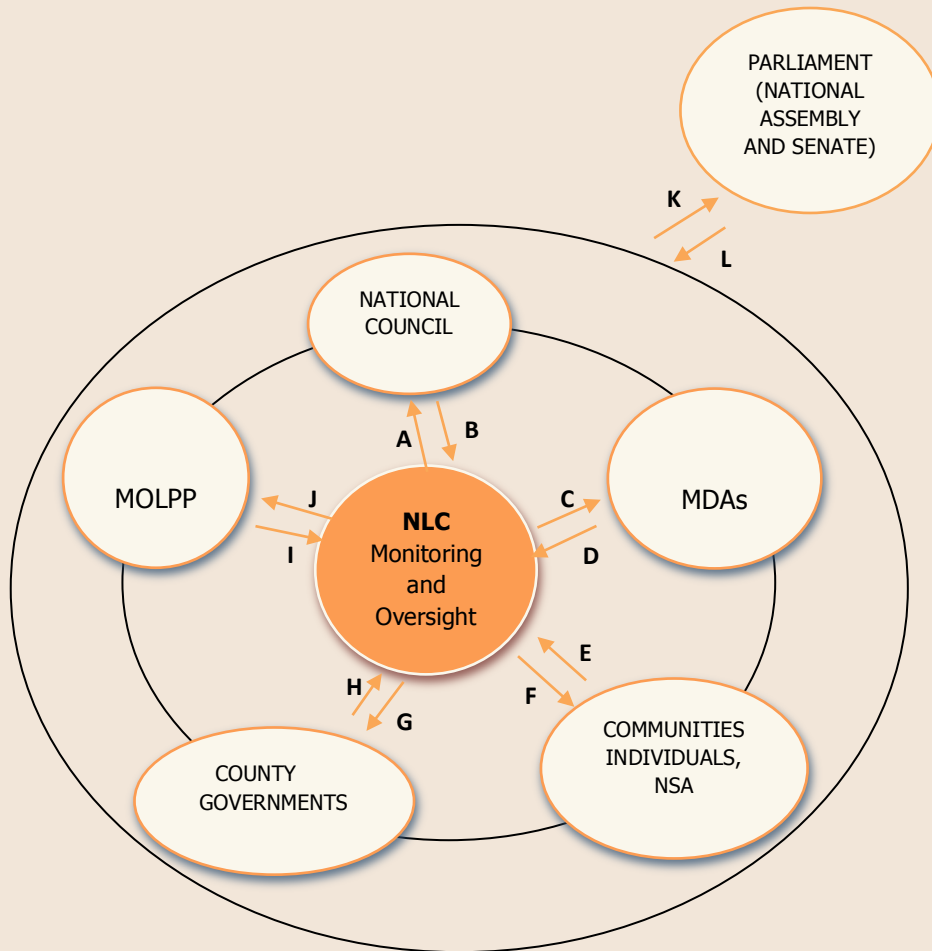 PARLIAMENT
(NATIONAL
ASSEMBLY
AND SENATE)
K
L
NATIONAL
COUNCIL
A
B
MOLPP
J
I
NLC
Monitoring
and
Oversight
C
D
MDAs
E
F
H
G
COUNTY
GOVERNMENTS
COMMUNITIES
INDIVIDUALS,
NSA